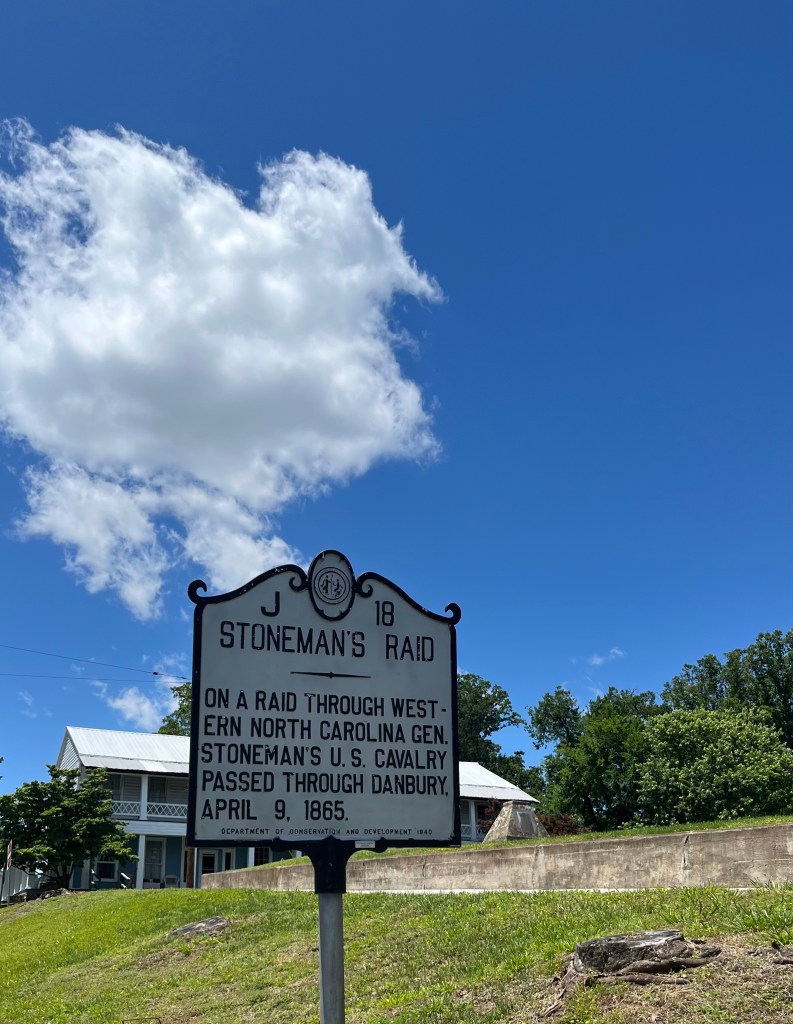 J 18
STONEMAN'S RAID
ON A RAID THROUGH WEST-
ERN NORTH CAROLINA GEN.
STONEMAN'S U.S. CAVALRY
PASSED THROUGH DANBURY,
APRIL 9, 1865.
DEPARTMENT OF CONSERVATION AND DEVELOPMENT 1940